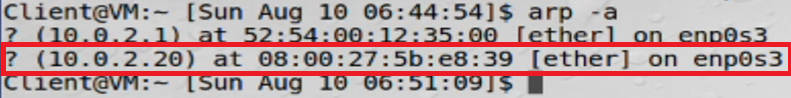 Client@VM:~ [Sun Aug 10 06:44:54]$ arp -a
? (10.0.2.1) at 52:54:00:12:35:00 [ether] on enp0s3
? (10.0.2.20) at 08:00:27:5b:e8:39 [ether] on enp0s3
Client@VM:~ [Sun Aug 10 06:51:09]$